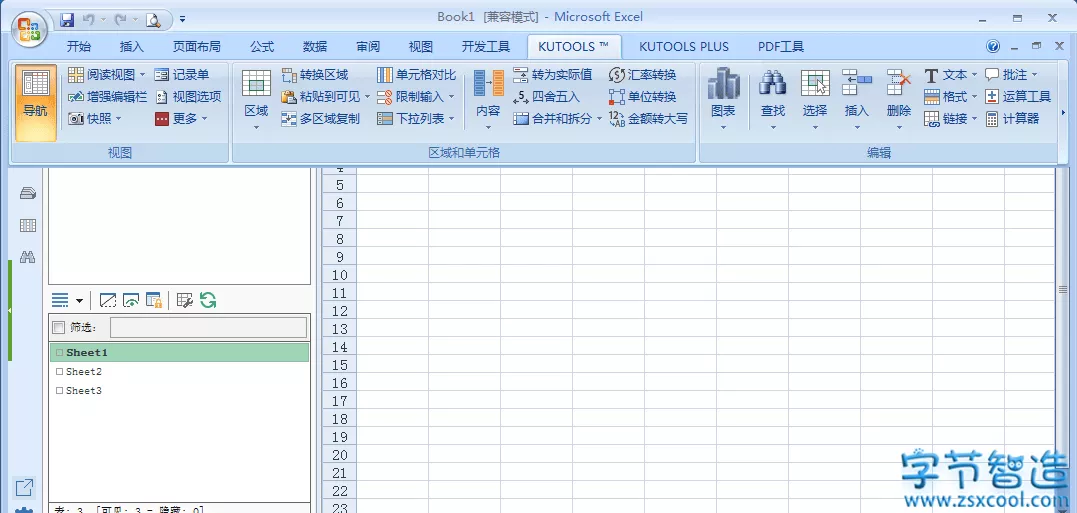 Book1 [兼容模式] - Microsoft Excel
开始 插入 页面布局 公式 数据 审阅 视图 开发工具 KUTOOLS ™ KUTOOLS PLUS PDF工具
导航 阅读视图 记录单 增强编辑栏 视图选项 快照 更多
视图
区域 转换区域 单元格对比 粘贴到可见 限制输入 多区域复制 下拉列表 内容 转为实际值 汇率转换 四舍五入 单位转换 合并和拆分 金额转大写
区域和单元格
图表 查找 选择 插入 删除 文本 批注 格式 运算工具 链接 计算器
编辑
5
6
7
8
9
10
11
12
13
14
15
16
17
18
19
20
21
22
23
筛选:
Sheet1
Sheet2
Sheet3
表: 3 [可见: 3 - 隐藏: 0]
字节智造
www.zsxcool.com